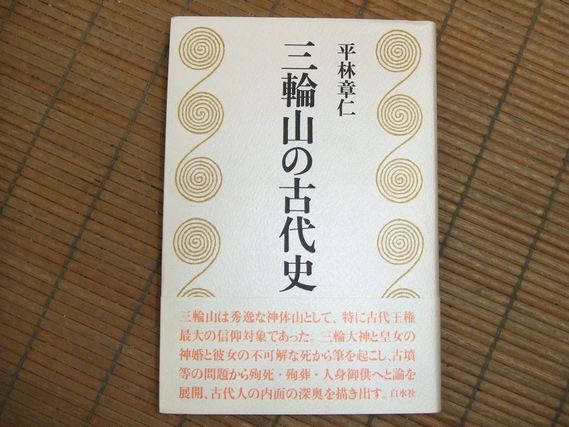 平林章仁
三輪山の古代史
三輪山は秀逸な神体山として、特に古代王権
最大の信仰対象であった。三輪大神と皇女の
神婚と彼女の不可解な死から筆を起こし、古墳
等の問題から殉死・殉葬・人身御供へと論を
展開、古代人の内面の深奥を描き出す。白水社